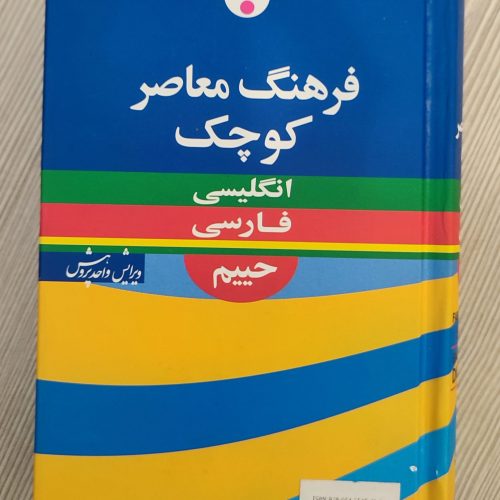 فرهنگ معاصر
کوچک
انگلیسی
فارسی
حییم
ویرایش واحد پژوهش